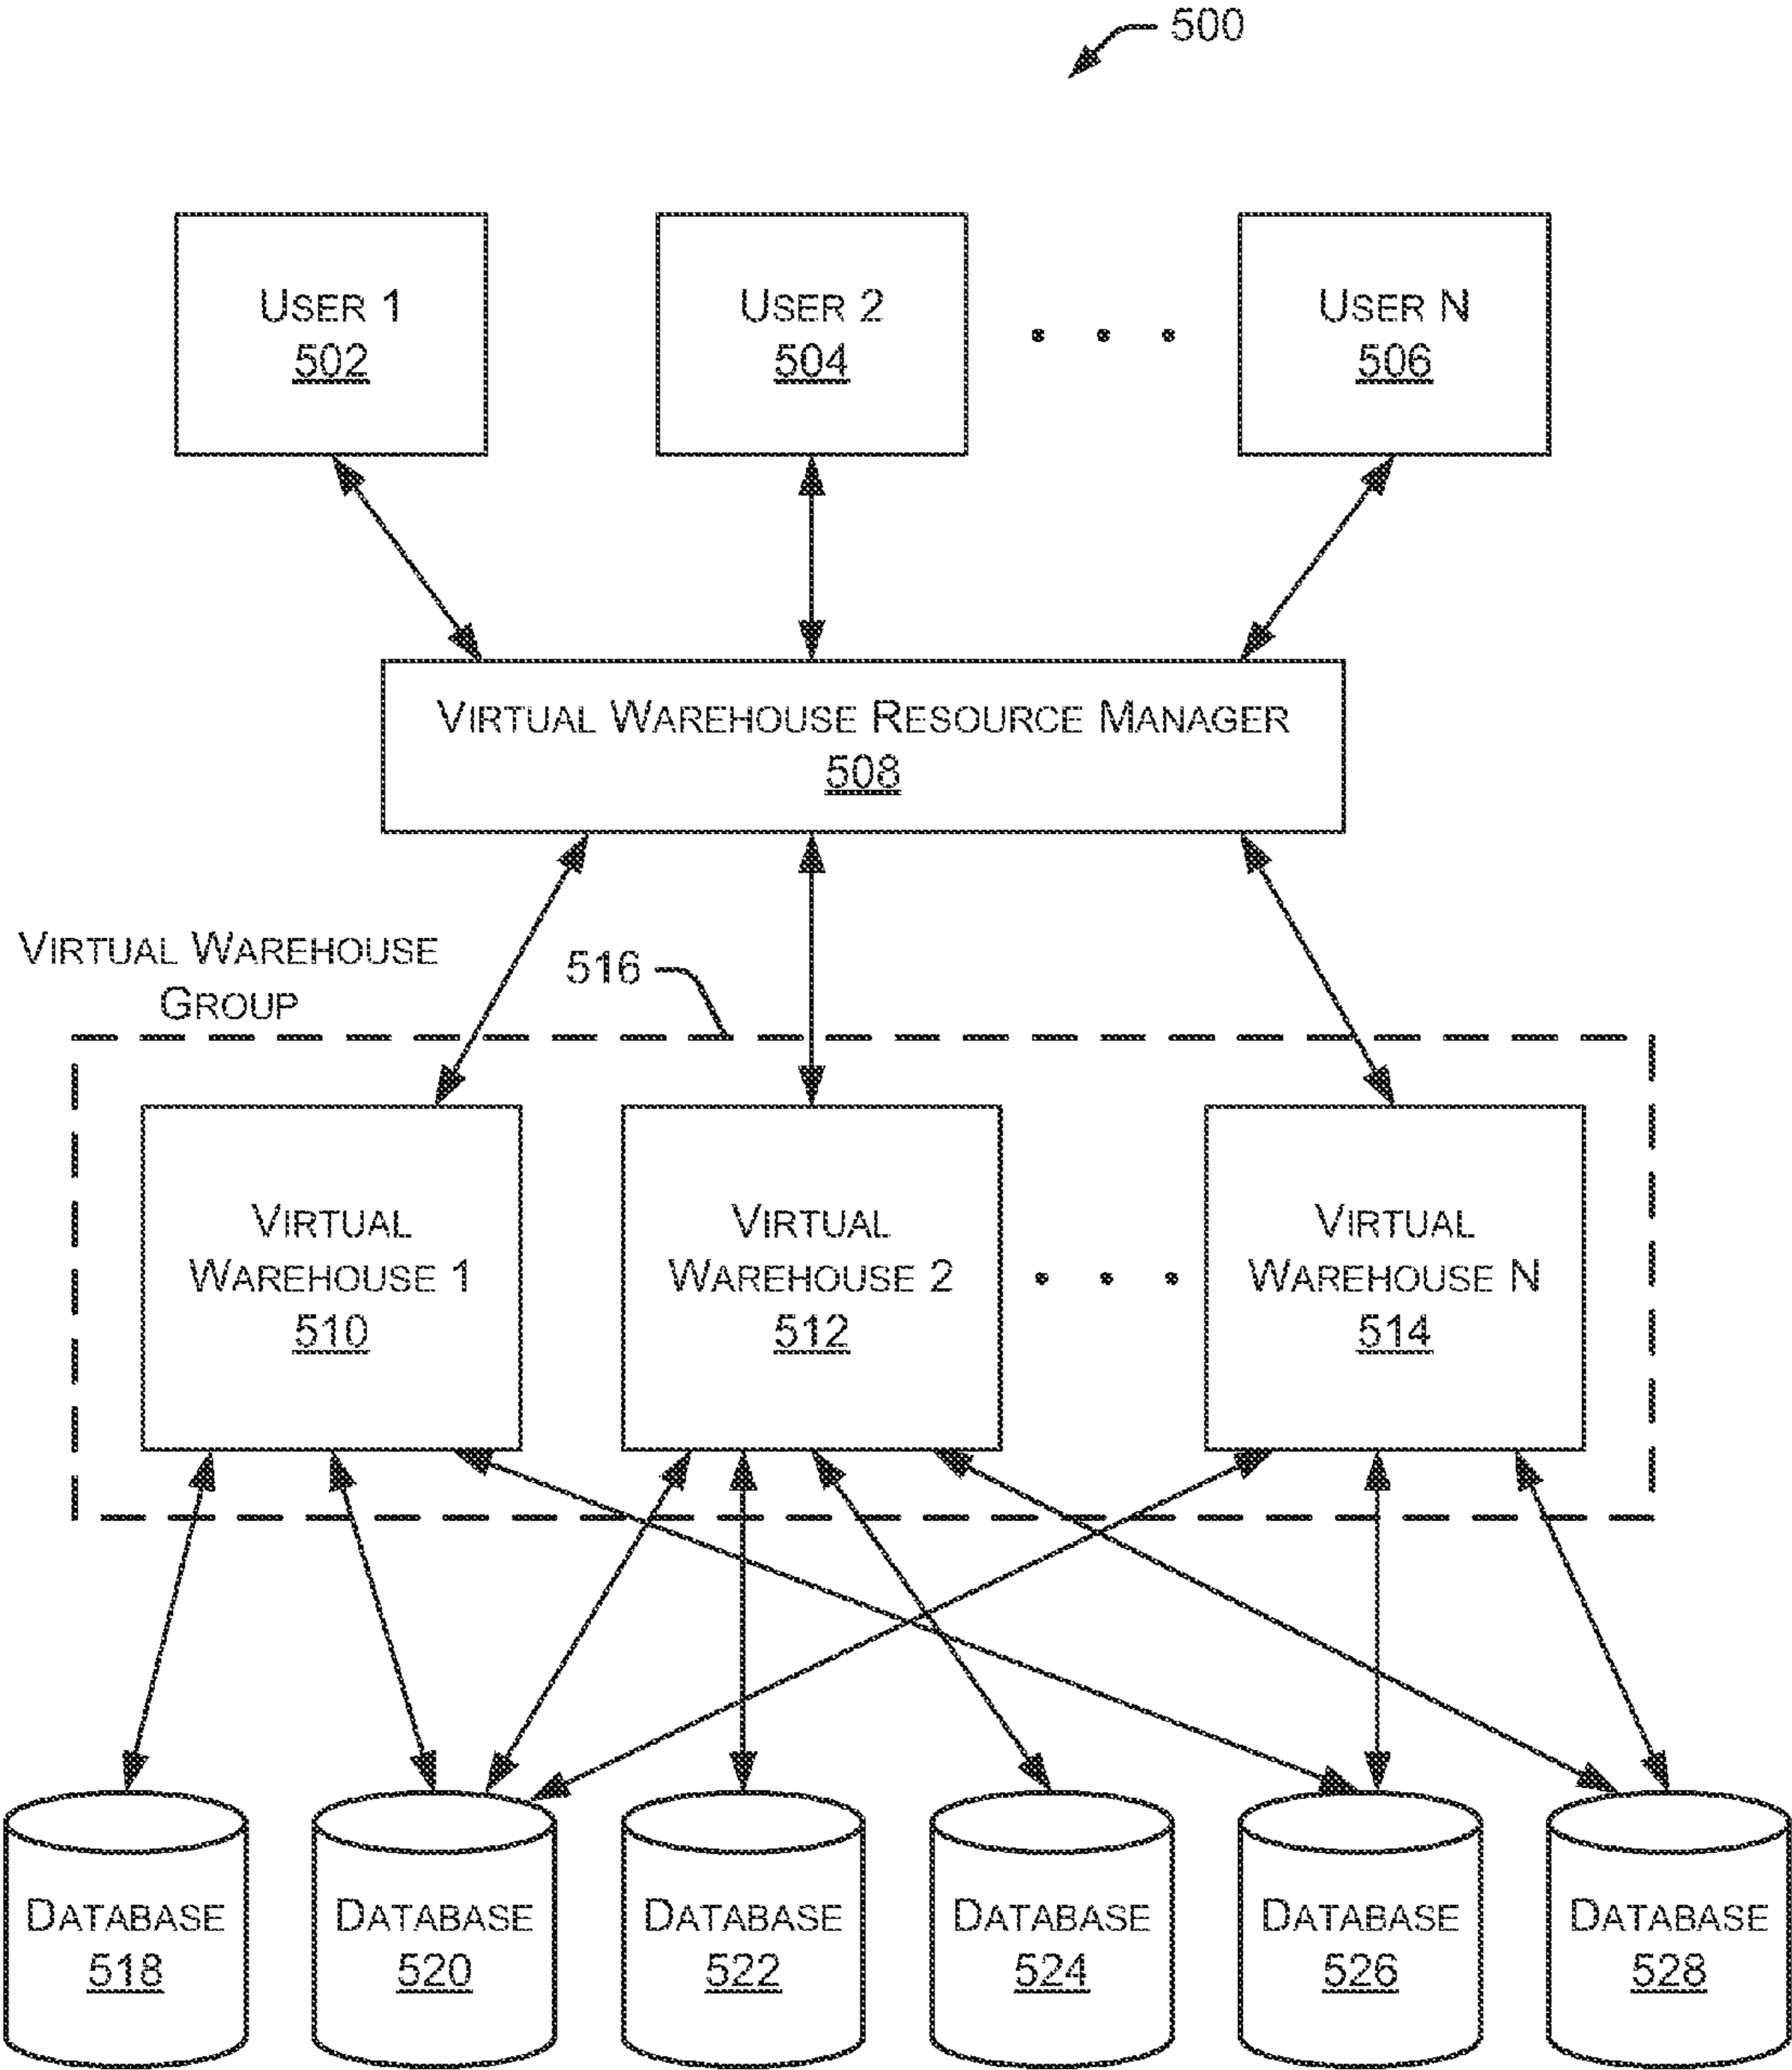 500
USER 1
502
USER 2
504
USER N
506
VIRTUAL WAREHOUSE RESOURCE MANAGER
508
VIRTUAL WAREHOUSE
GROUP
516
VIRTUAL
WAREHOUSE 1
510
VIRTUAL
WAREHOUSE 2
512
VIRTUAL
WAREHOUSE N
514
DATABASE
518
DATABASE
520
DATABASE
522
DATABASE
524
DATABASE
526
DATABASE
528